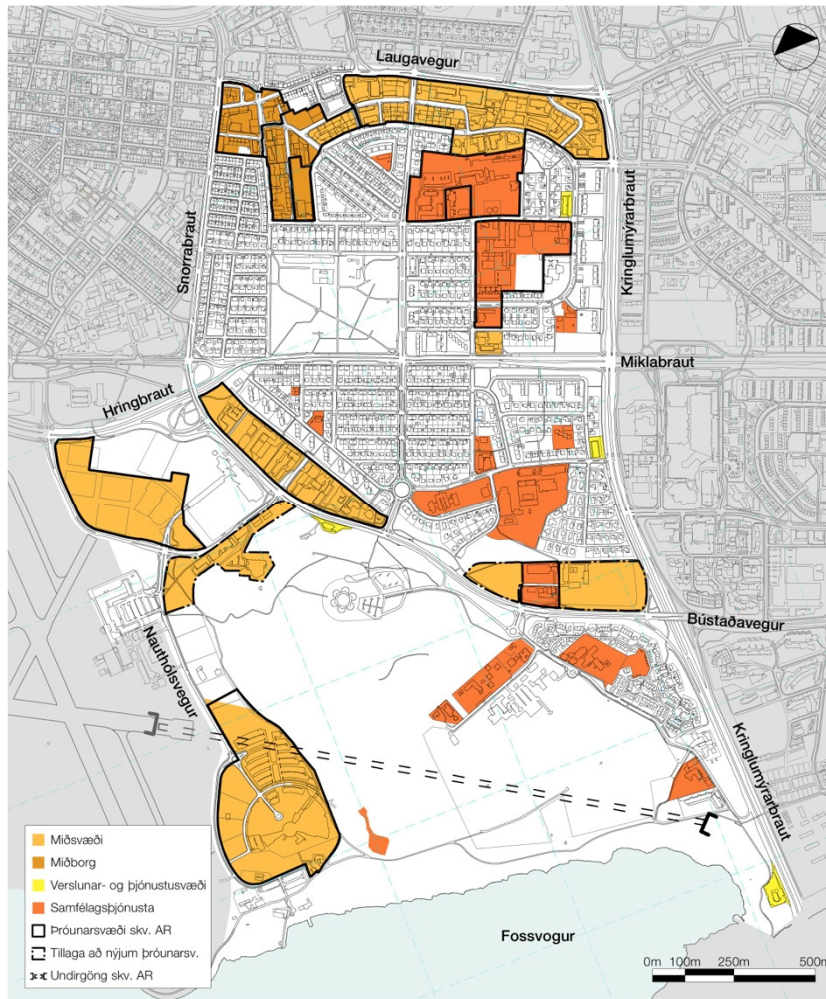 Laugavegur
Snorrabraut
Kringlumýrarbraut
Miklabraut
Hringbraut
Bústaðavegur
Nauthólsvegur
Kringlumýrarbraut
Miðsvæði
Miðborg
Verslunar- og þjónustusvæði
Samfélagsþjónusta
Þróunarsvæði skv. AR
Tillaga að nýjum þróunarsv.
Undirgöng skv. AR
Fossvogur
0m 100m 250m 500m